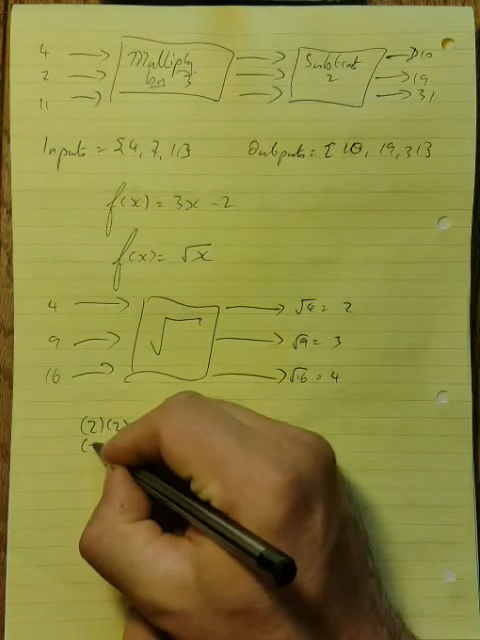 4 Multiply by 3 Subtract 2 10
7 19
11 31
Inputs = {4, 7, 11} Outputs = {10, 19, 31}
f(x) = 3x - 2
f(x) = √x
4 √4 = 2
9 √ √9 = 3
16 √16 = 4
(2)(2)
(